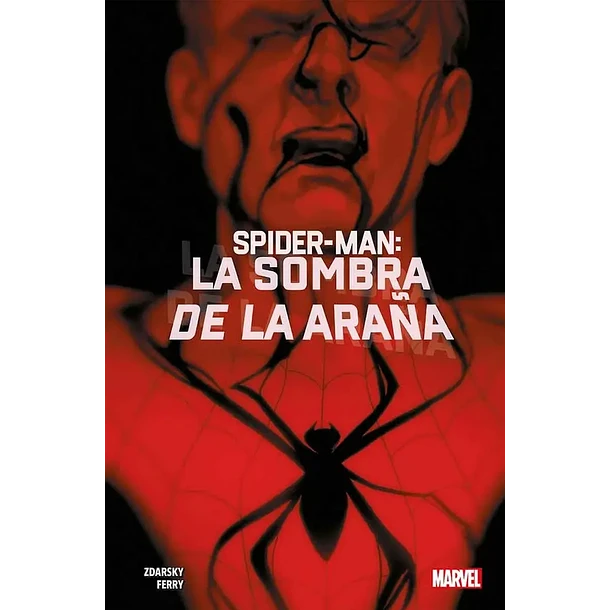 SPIDER-MAN:
LA SOMBRA
DE LA ARAÑA
ZDARSKY
FERRY
MARVEL